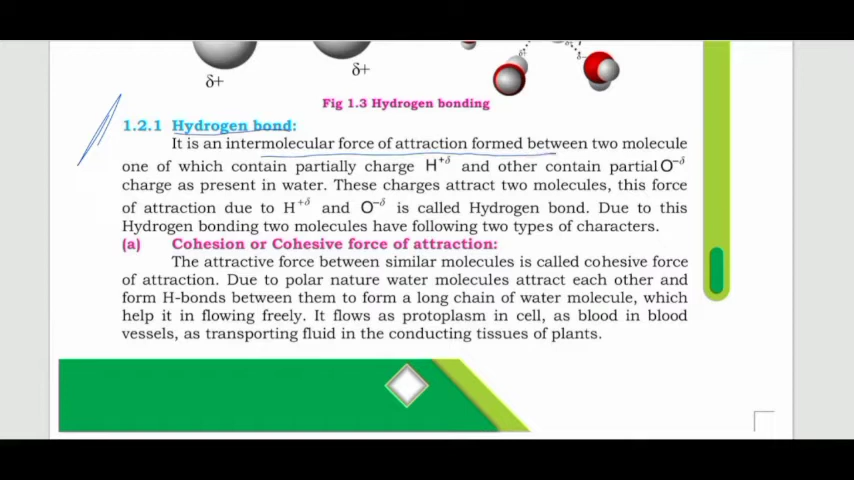 δ+
δ+
δ+
δ-
Fig 1.3 Hydrogen bonding
1.2.1 Hydrogen bond:
It is an intermolecular force of attraction formed between two molecule
one of which contain partially charge H⁺ᵟ and other contain partial O⁻ᵟ
charge as present in water. These charges attract two molecules, this force
of attraction due to H⁺ᵟ and O⁻ᵟ is called Hydrogen bond. Due to this
Hydrogen bonding two molecules have following two types of characters.
(a) Cohesion or Cohesive force of attraction:
The attractive force between similar molecules is called cohesive force
of attraction. Due to polar nature water molecules attract each other and
form H-bonds between them to form a long chain of water molecule, which
help it in flowing freely. It flows as protoplasm in cell, as blood in blood
vessels, as transporting fluid in the conducting tissues of plants.